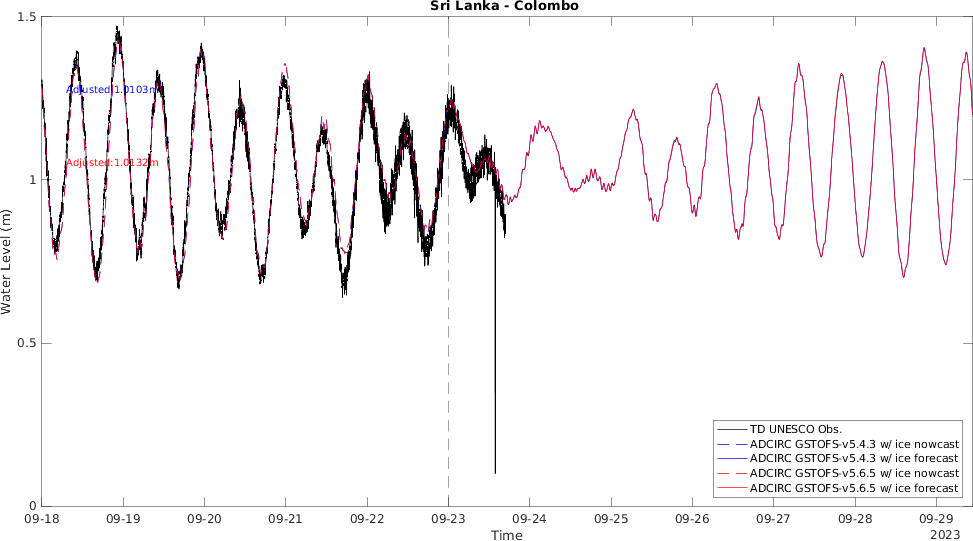 Sri Lanka - Colombo
1.5
1
0.5
0
Water Level (m)
Adjusted:1.0103m
Adjusted:1.0132m
TD UNESCO Obs.
ADCIRC GSTOFS-v5.4.3 w/ ice nowcast
ADCIRC GSTOFS-v5.4.3 w/ ice forecast
ADCIRC GSTOFS-v5.6.5 w/ ice nowcast
ADCIRC GSTOFS-v5.6.5 w/ ice forecast
09-18 09-19 09-20 09-21 09-22 09-23 09-24 09-25 09-26 09-27 09-28 09-29
Time
2023